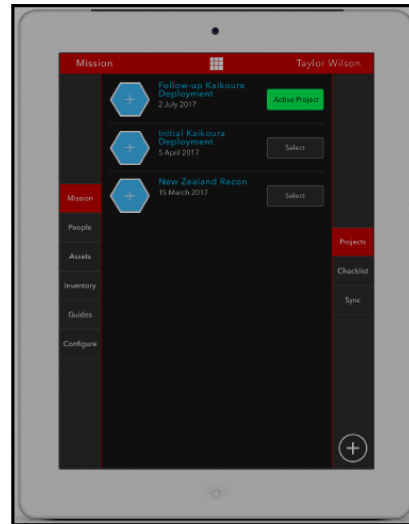 Mission
Taylor Wilson
Follow-up Kaikoura
Deployment
2 July 2017
Active Project
Initial Kaikoura
Deployment
5 April 2017
Select
New Zealand Recon
15 March 2017
Select
Mission
People
Assets
Inventory
Guides
Configure
Projects
Checklist
Sync